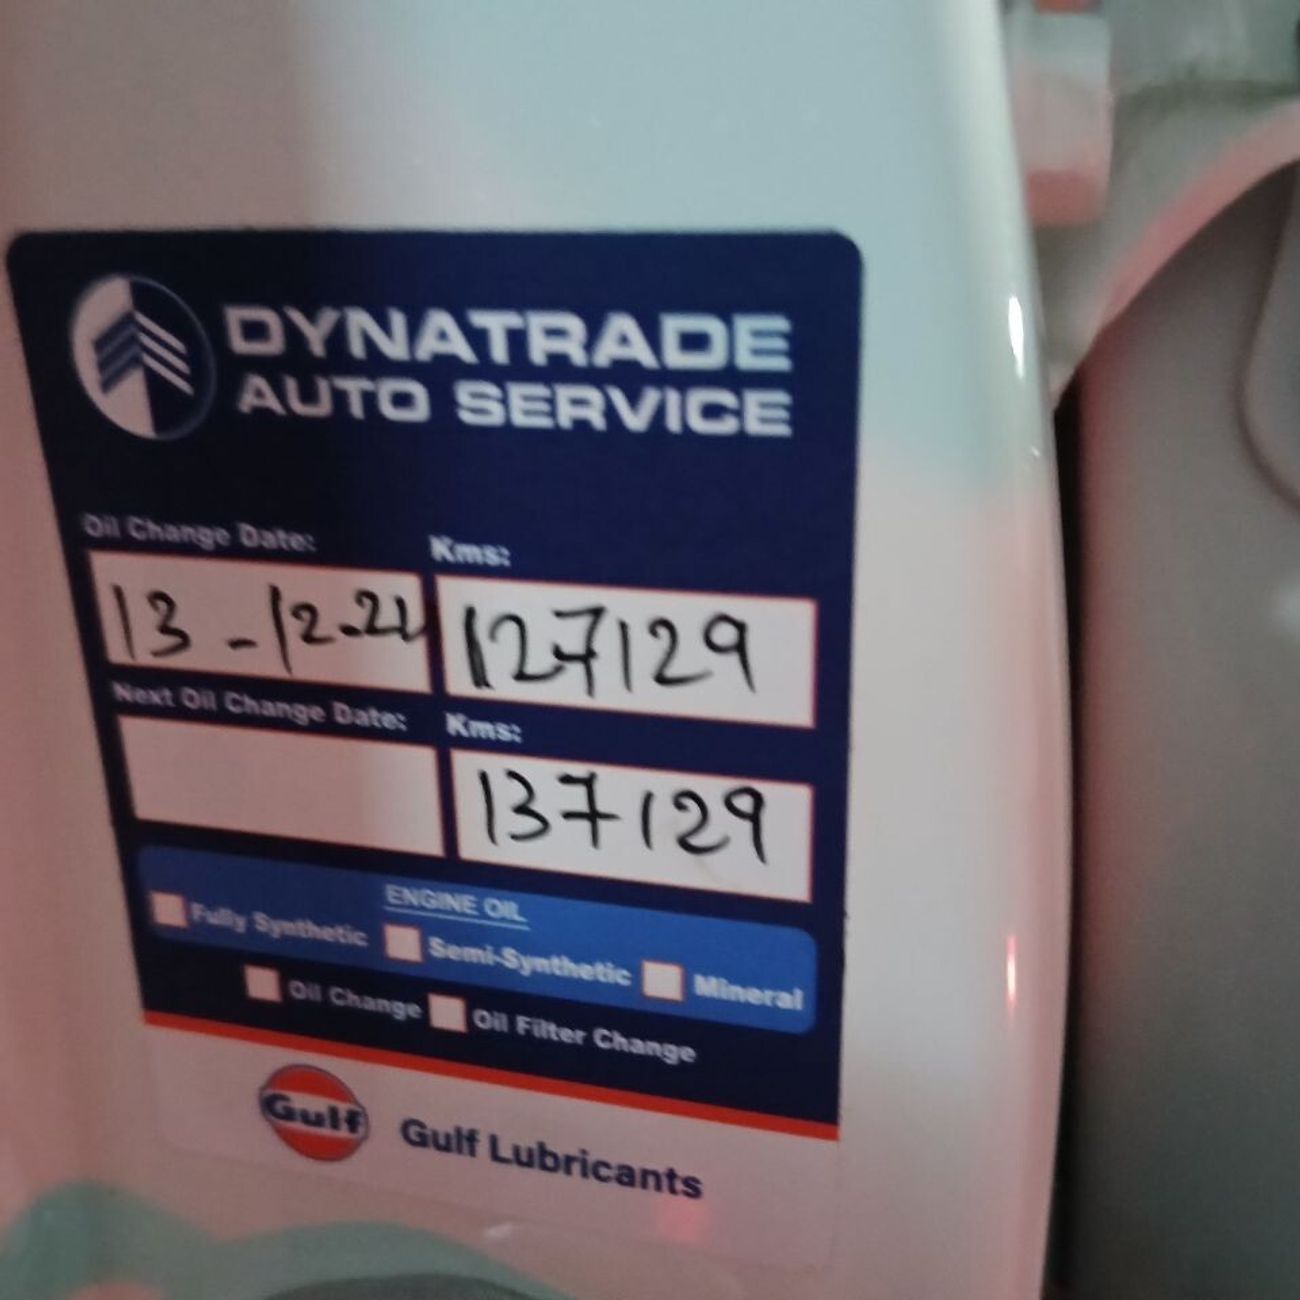 DYNATRADE
AUTO SERVICE
Oil Change Date: Kms:
13-12-21 127129
Next Oil Change Date: Kms:
137129
ENGINE OIL
Fully Synthetic Semi-Synthetic Mineral
Oil Change Oil Filter Change
Gulf Gulf Lubricants